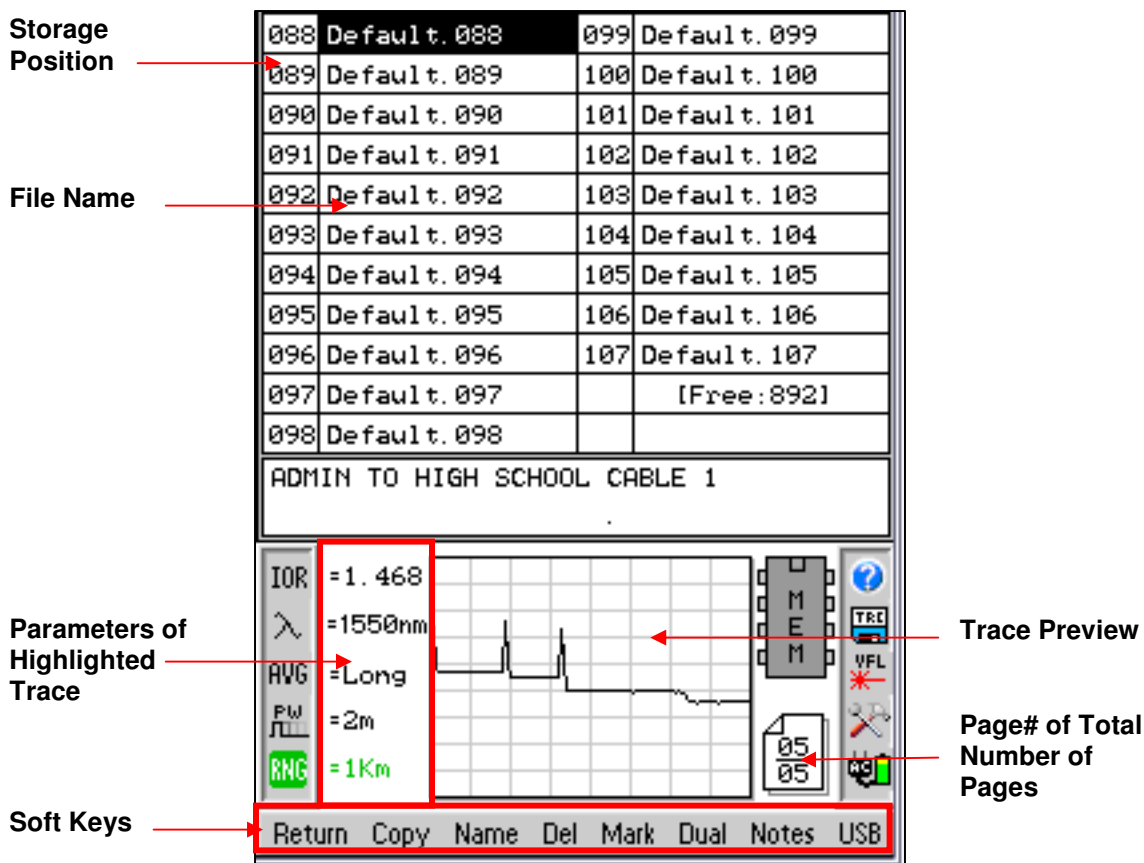 Storage
Position
088 Default.088 099 Default.099
089 Default.089 100 Default.100
090 Default.090 101 Default.101
091 Default.091 102 Default.102
File Name
092 Default.092 103 Default.103
093 Default.093 104 Default.104
094 Default.094 105 Default.105
095 Default.095 106 Default.106
096 Default.096 107 Default.107
097 Default.097 [Free:892]
098 Default.098
ADMIN TO HIGH SCHOOL CABLE 1
IOR =1.468
λ =1550nm
AVG =Long
PW =2m
RNG =1Km
MEM
?
TRC
VFL
AC
05
05
Parameters of
Highlighted
Trace
Trace Preview
Page# of Total
Number of
Pages
Soft Keys
Return Copy Name Del Mark Dual Notes USB